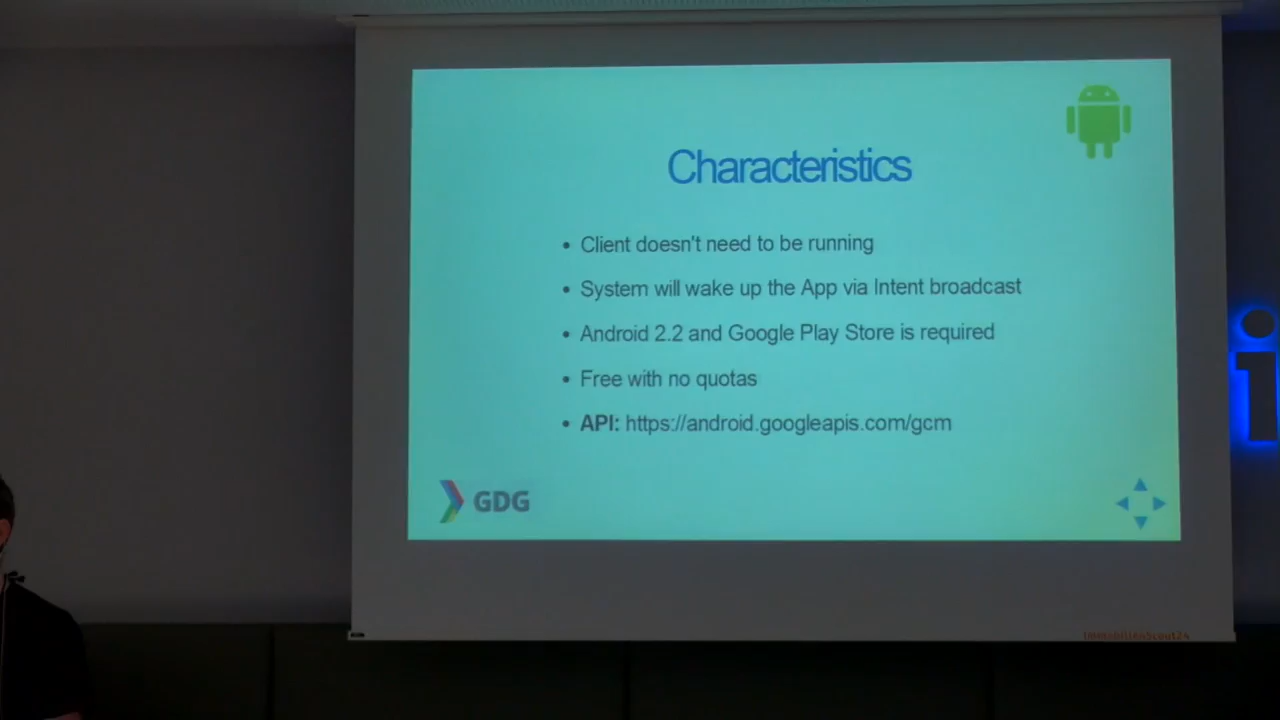 Characteristics
• Client doesn't need to be running
• System will wake up the App via Intent broadcast
• Android 2.2 and Google Play Store is required
• Free with no quotas
• API: https://android.googleapis.com/gcm
GDG
i
ImmobilienScout24